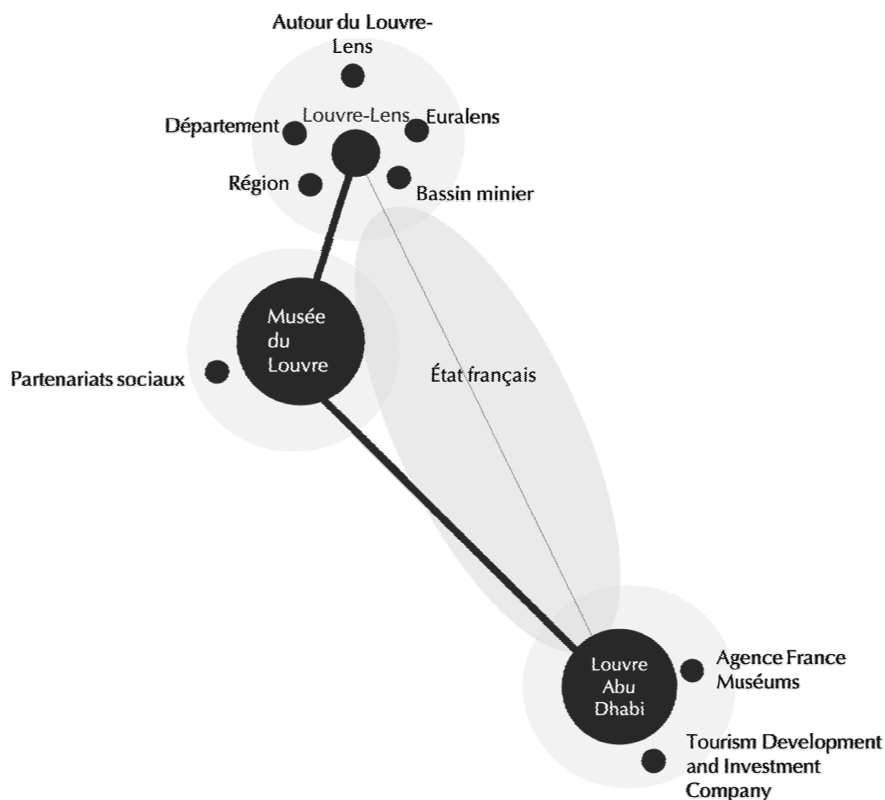 Autour du Louvre-
Lens
Louvre-Lens
Euralens
Département
Région
Bassin minier
Musée
du
Louvre
Partenariats sociaux
État français
Louvre
Abu
Dhabi
Agence France
Muséums
Tourism Development
and Investment
Company